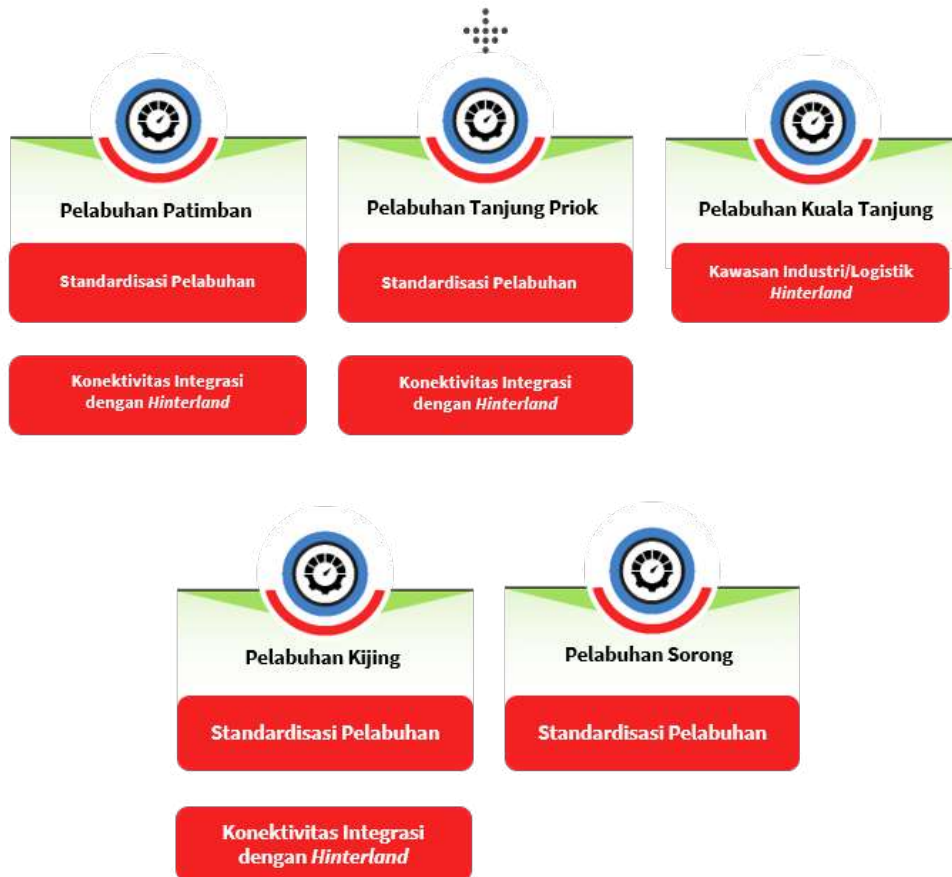 Pelabuhan Patimban
Standardisasi Pelabuhan
Konektivitas Integrasi
dengan Hinterland
Pelabuhan Tanjung Priok
Standardisasi Pelabuhan
Konektivitas Integrasi
dengan Hinterland
Pelabuhan Kuala Tanjung
Kawasan Industri/Logistik
Hinterland
Pelabuhan Kijing
Standardisasi Pelabuhan
Konektivitas Integrasi
dengan Hinterland
Pelabuhan Sorong
Standardisasi Pelabuhan